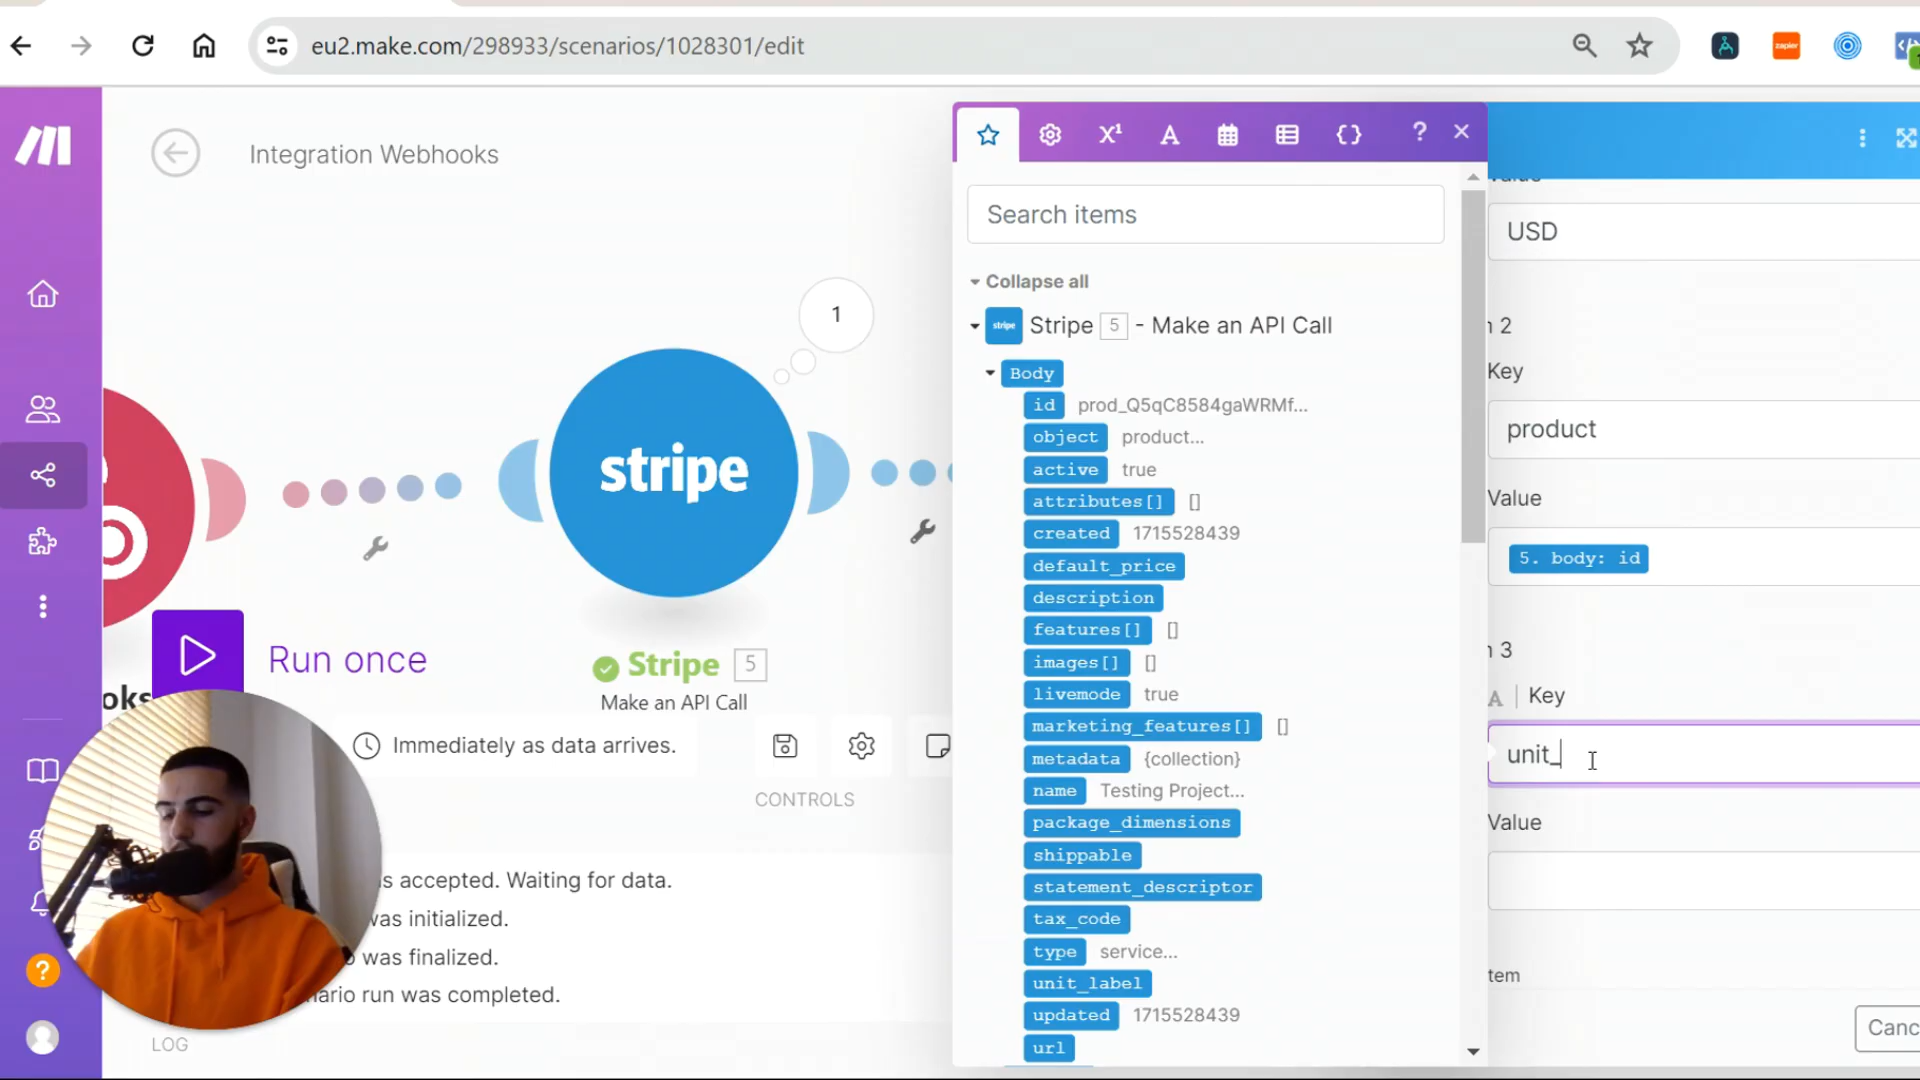 eu2.make.com/298933/scenarios/1028301/edit
zapier
Integration Webhooks
1
stripe
Stripe 5
Make an API Call
Run once
Immediately as data arrives.
CONTROLS
s accepted. Waiting for data.
was initialized.
was finalized.
ario run was completed.
LOG
?
X¹ A {} ?
Search items
Collapse all
stripe Stripe 5 - Make an API Call
Body
id prod_Q5qC8584gaWRMf...
object product...
active true
attributes[] []
created 1715528439
default_price
description
features[] []
images[] []
livemode true
marketing_features[] []
metadata {collection}
name Testing Project...
package_dimensions
shippable
statement_descriptor
tax_code
type service...
unit_label
updated 1715528439
url
USD
2
Key
product
Value
5. body: id
3
A Key
unit_
Value
tem
Canc